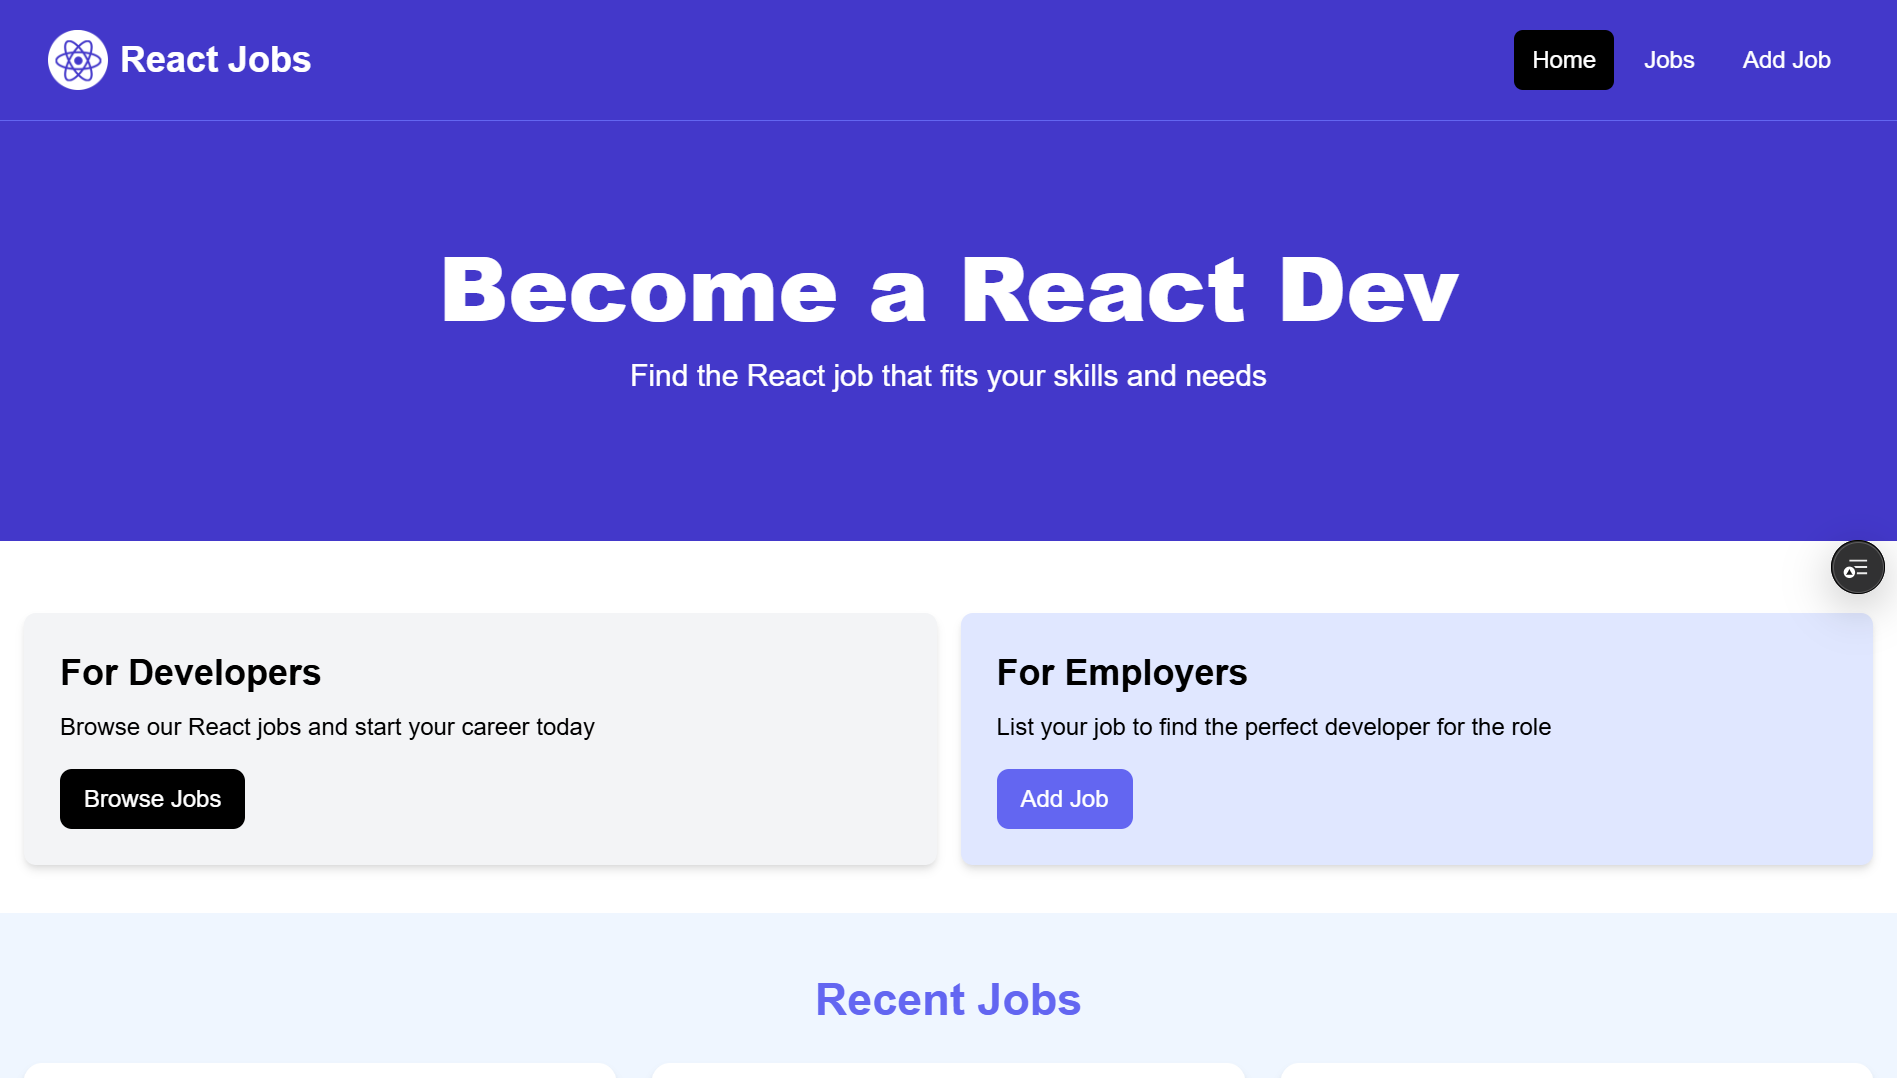 React Jobs
Home
Jobs
Add Job
Become a React Dev
Find the React job that fits your skills and needs
For Developers
Browse our React jobs and start your career today
Browse Jobs
For Employers
List your job to find the perfect developer for the role
Add Job
Recent Jobs